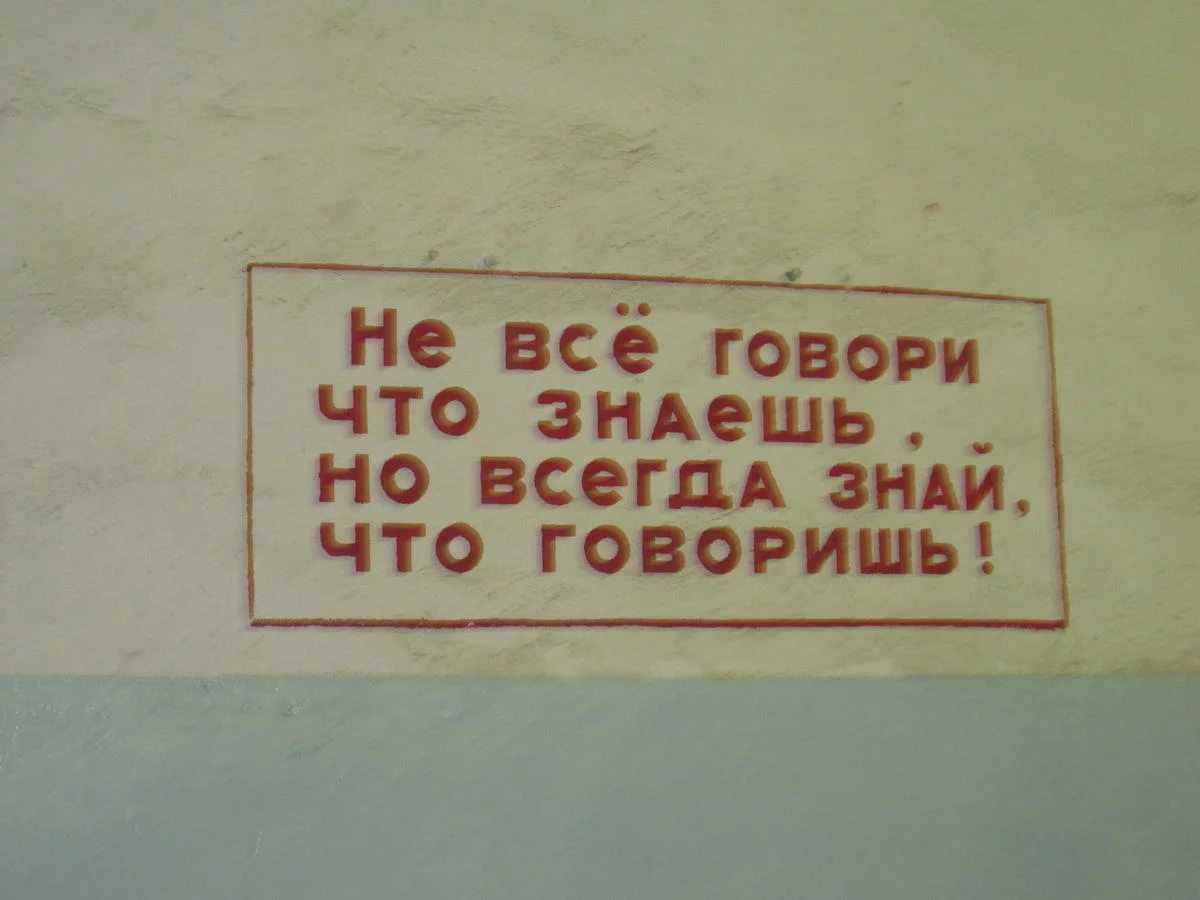 Не всё говори
что знаешь,
но всегда знай,
что говоришь!